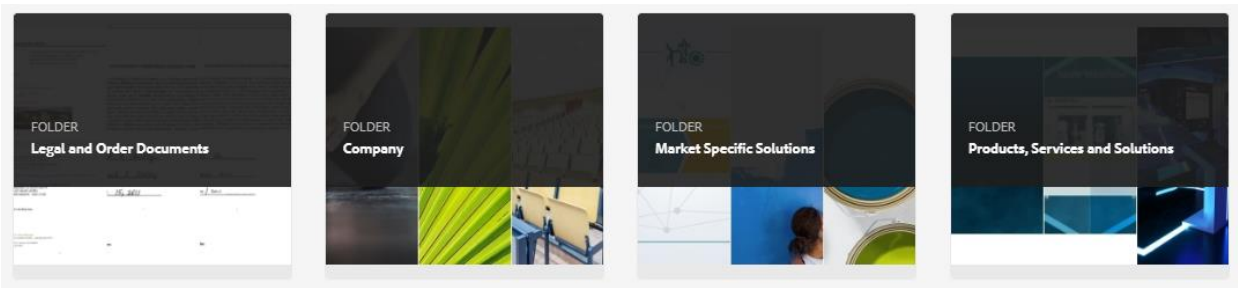 FOLDER
Legal and Order Documents
FOLDER
Company
FOLDER
Market Specific Solutions
FOLDER
Products, Services and Solutions